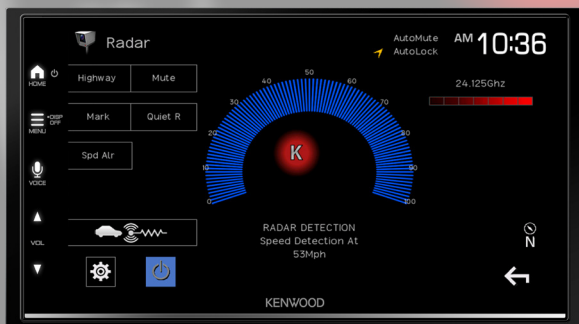 Radar
AutoMute
AutoLock
AM 10:36
HOME
Highway
Mute
24.125Ghz
•DISP
OFF
MENU
Mark
Quiet R
VOICE
Spd Alr
0
10
20
30
40
50
60
70
80
90
100
K
VOL
RADAR DETECTION
Speed Detection At
53Mph
N
KENWOOD